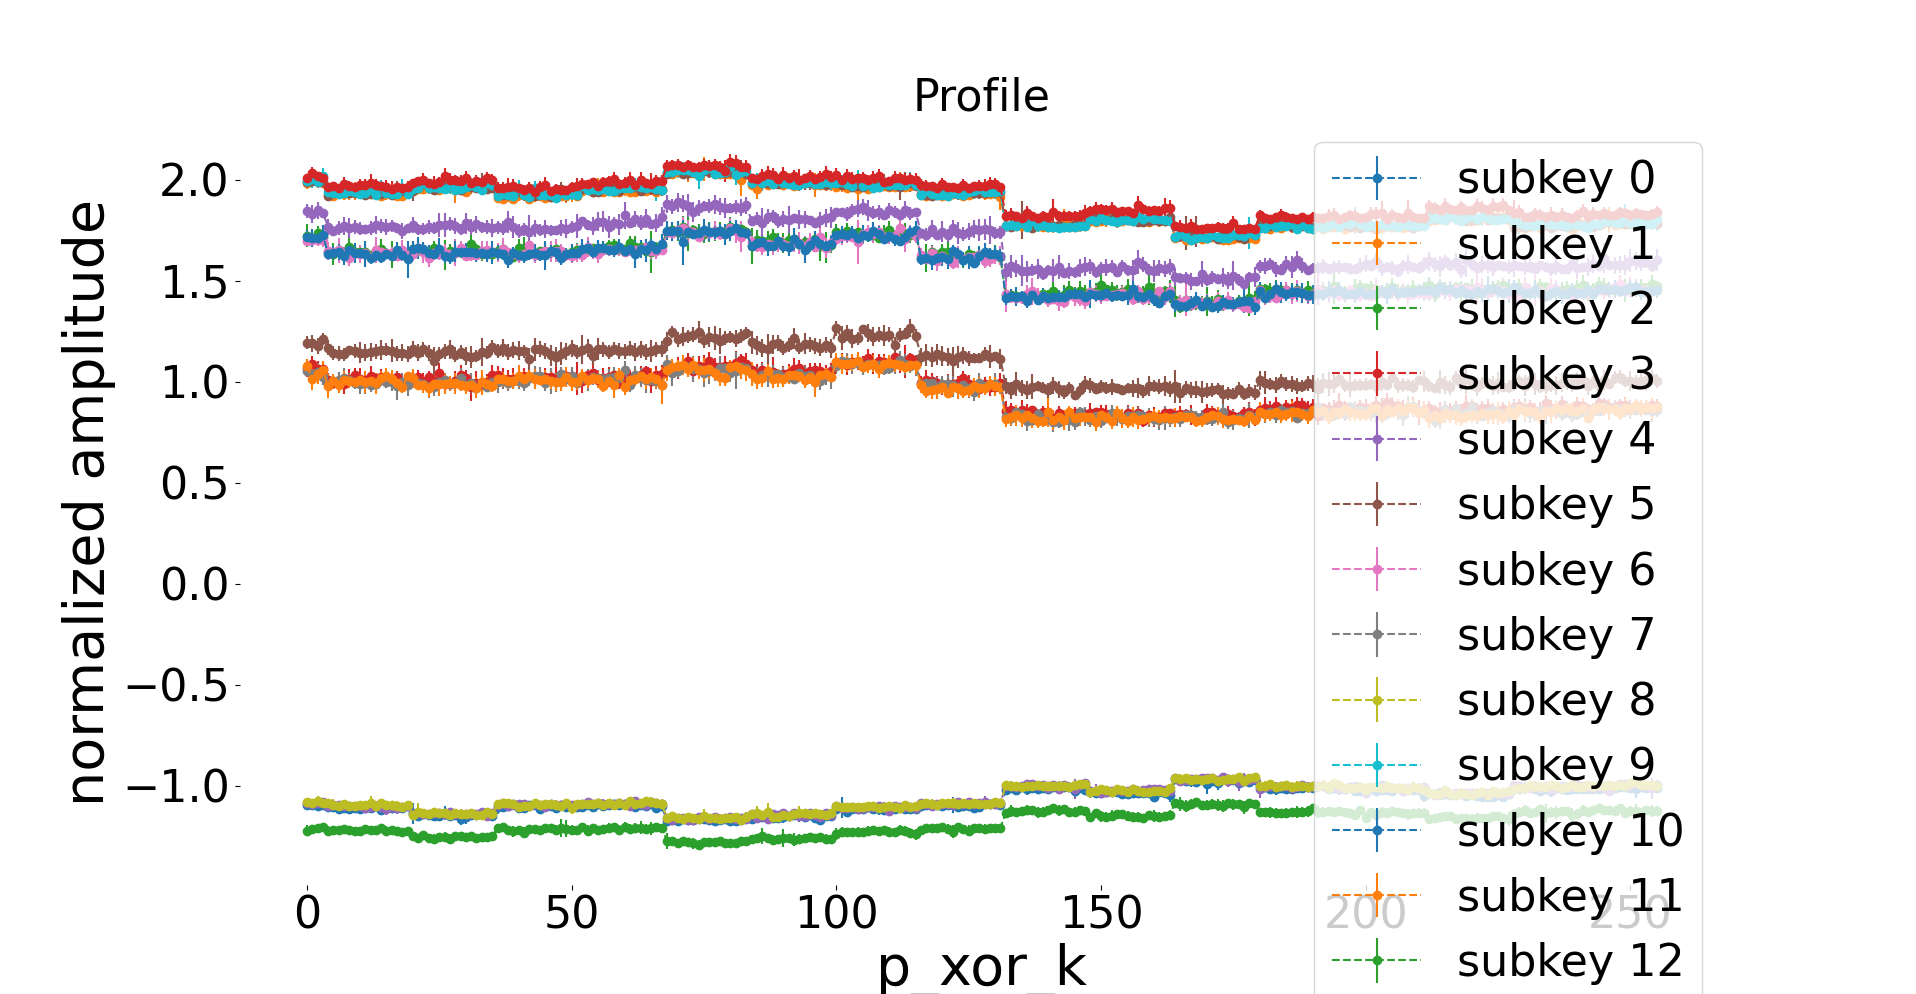 Profile
normalized amplitude
2.0
1.5
1.0
0.5
0.0
−0.5
−1.0
0
50
100
150
200
250
p_xor_k
subkey 0
subkey 1
subkey 2
subkey 3
subkey 4
subkey 5
subkey 6
subkey 7
subkey 8
subkey 9
subkey 10
subkey 11
subkey 12